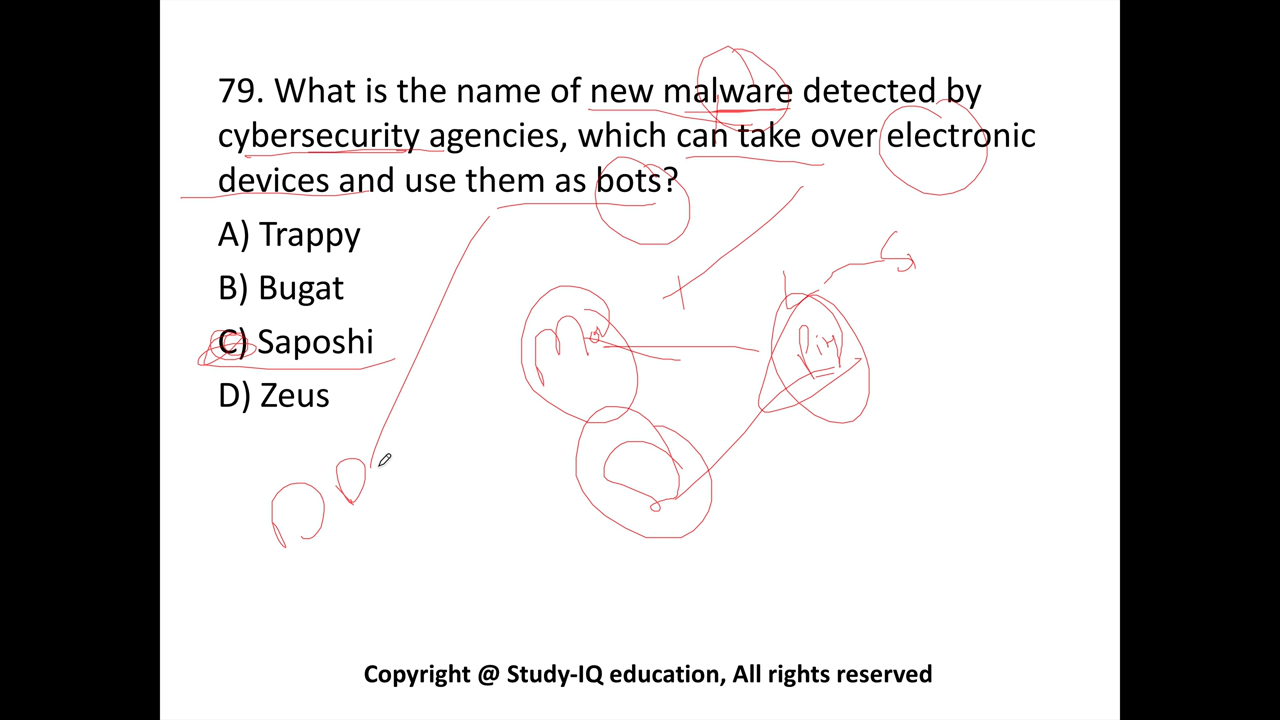 79. What is the name of new malware detected by
cybersecurity agencies, which can take over electronic
devices and use them as bots?
A) Trappy
B) Bugat
C) Saposhi
D) Zeus
Copyright @ Study-IQ education, All rights reserved